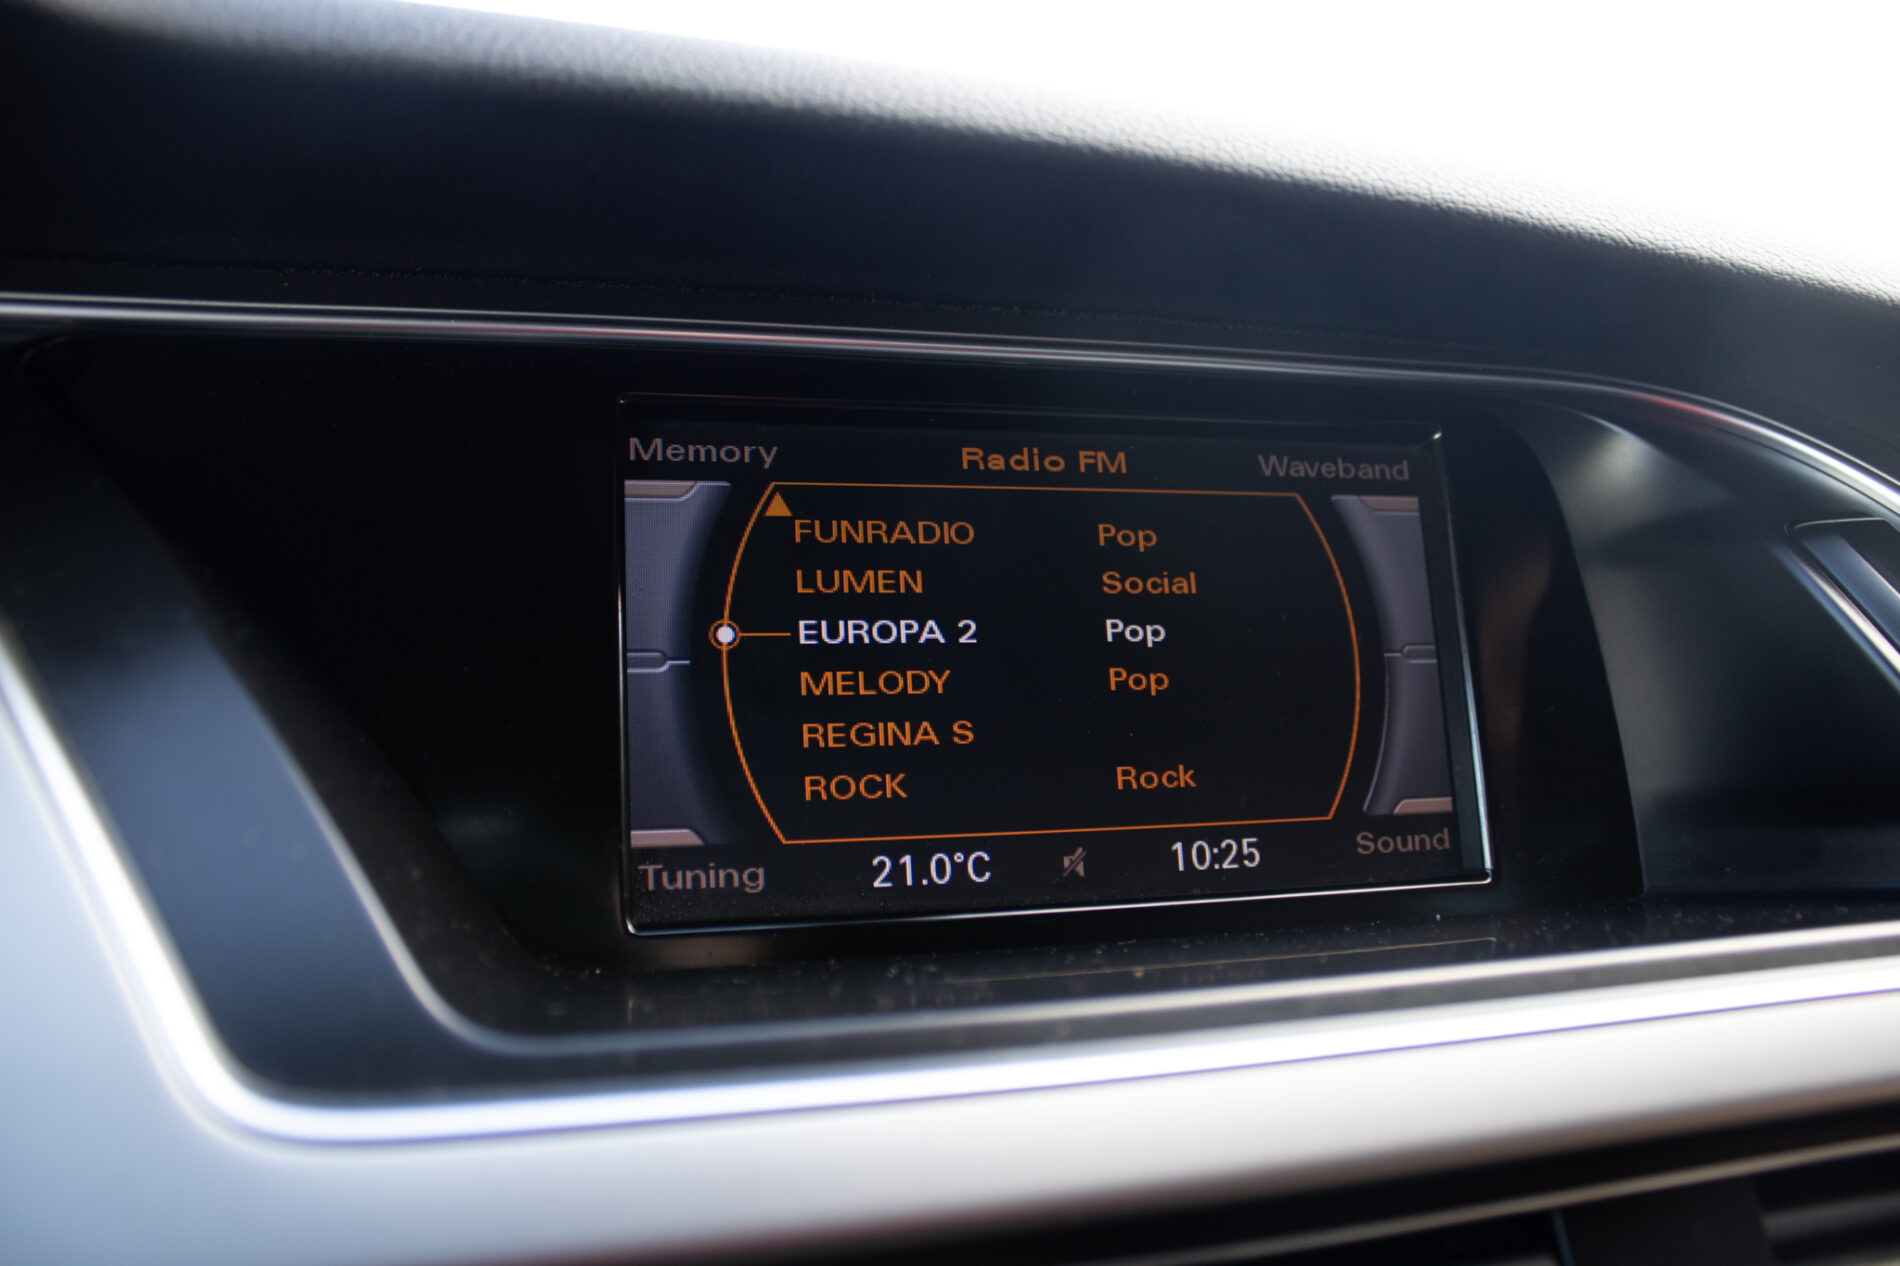 Memory Radio FM Waveband
FUNRADIO Pop
LUMEN Social
EUROPA 2 Pop
MELODY Pop
REGINA S
ROCK Rock
Tuning 21.0°C 10:25 Sound